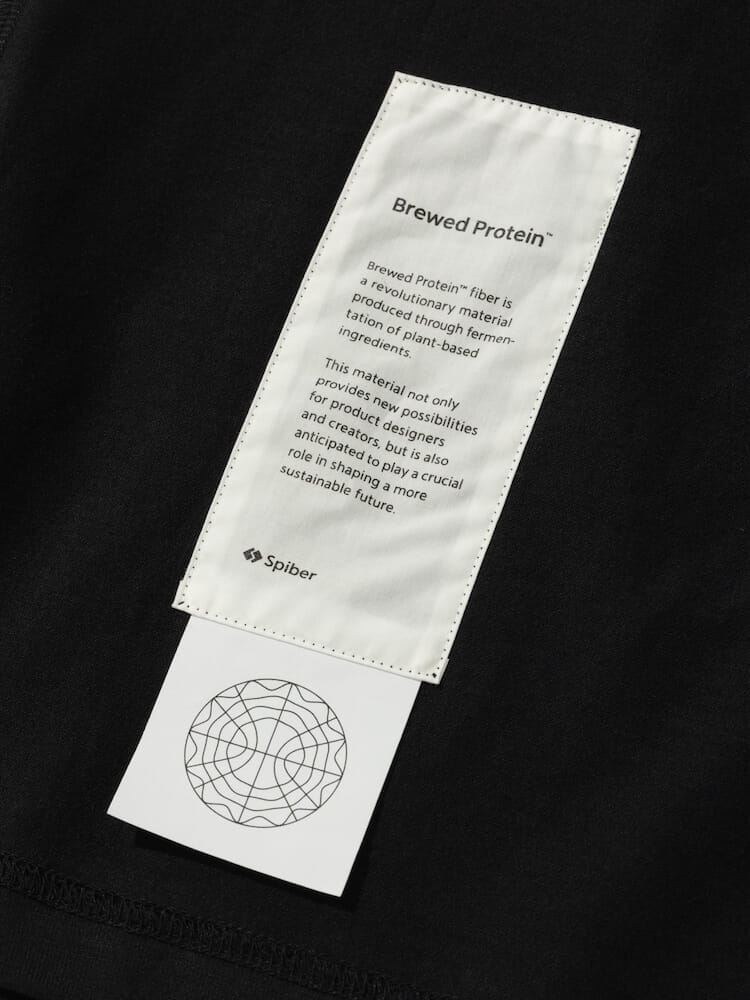 Brewed Protein™
Brewed Protein™ fiber is
a revolutionary material
produced through fermen-
tation of plant-based
ingredients.
This material not only
provides new possibilities
for product designers
and creators, but is also
anticipated to play a crucial
role in shaping a more
sustainable future.
Spiber